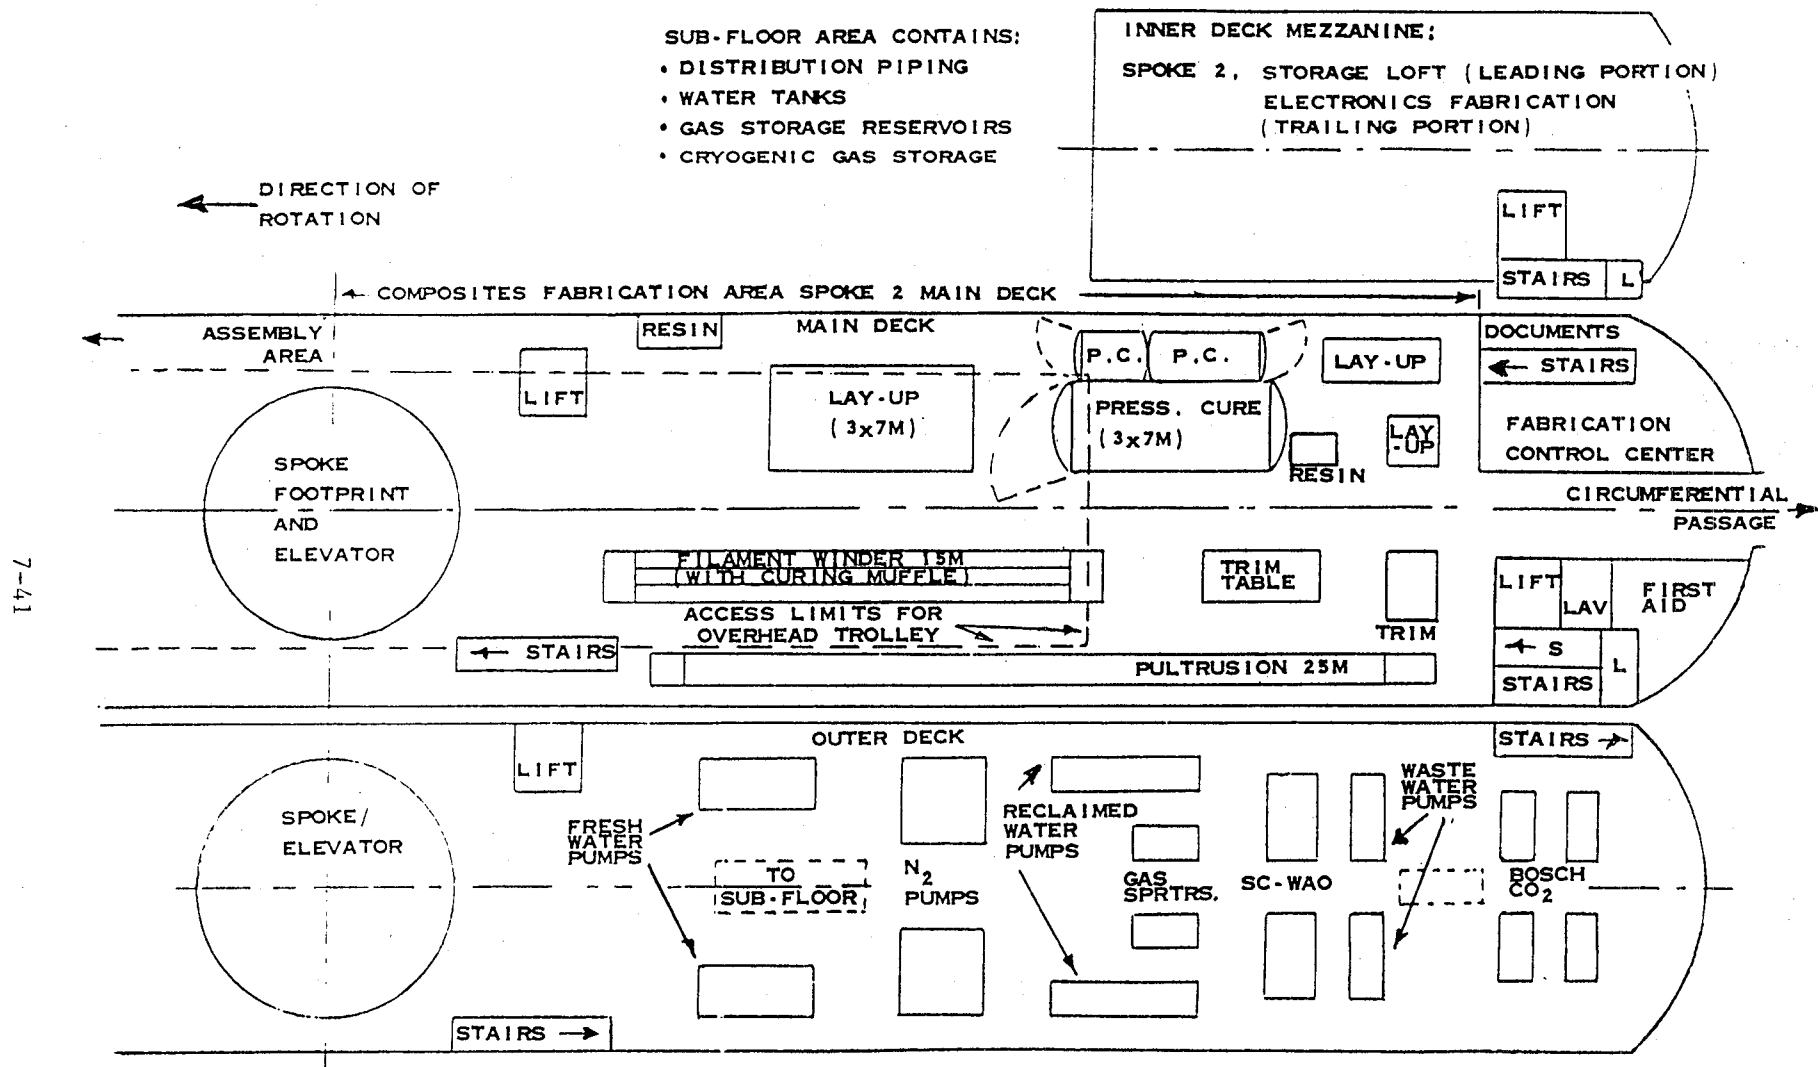 SUB-FLOOR AREA CONTAINS:
• DISTRIBUTION PIPING
• WATER TANKS
• GAS STORAGE RESERVOIRS
• CRYOGENIC GAS STORAGE
INNER DECK MEZZANINE:
SPOKE 2, STORAGE LOFT (LEADING PORTION)
ELECTRONICS FABRICATION
(TRAILING PORTION)
LIFT
STAIRS L
DIRECTION OF
ROTATION
COMPOSITES FABRICATION AREA SPOKE 2 MAIN DECK
ASSEMBLY
AREA
RESIN
MAIN DECK
LIFT
LAY-UP
(3x7M)
P.C.
P.C.
PRESS. CURE
(3x7M)
LAY-UP
LAY
-UP
RESIN
DOCUMENTS
STAIRS
FABRICATION
CONTROL CENTER
SPOKE
FOOTPRINT
AND
ELEVATOR
CIRCUMFERENTIAL
PASSAGE
FILAMENT WINDER 15M
(WITH CURING MUFFLE)
ACCESS LIMITS FOR
OVERHEAD TROLLEY
TRIM
TABLE
TRIM
LIFT
LAV
FIRST
AID
STAIRS
PULTRUSION 25M
S
L
STAIRS
7-41
OUTER DECK
LIFT
STAIRS
SPOKE/
ELEVATOR
FRESH
WATER
PUMPS
TO
SUB-FLOOR
N2
PUMPS
RECLAIMED
WATER
PUMPS
GAS
SPRTRS.
SC-WAO
WASTE
WATER
PUMPS
BOSCH
CO2
STAIRS